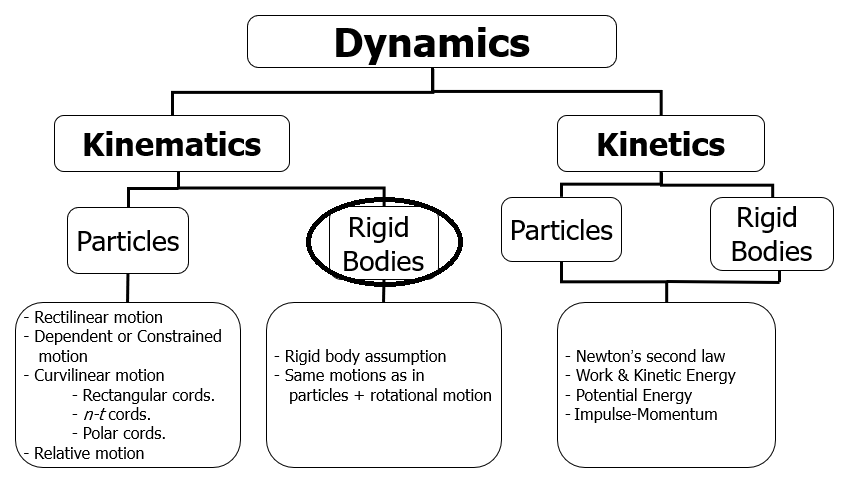 Dynamics
Kinematics
Kinetics
Particles
Rigid
Bodies
Particles
Rigid
Bodies
- Rectilinear motion
- Dependent or Constrained
motion
- Curvilinear motion
- Rectangular cords.
- n-t cords.
- Polar cords.
- Relative motion
- Rigid body assumption
- Same motions as in
particles + rotational motion
- Newton’s second law
- Work & Kinetic Energy
- Potential Energy
- Impulse-Momentum